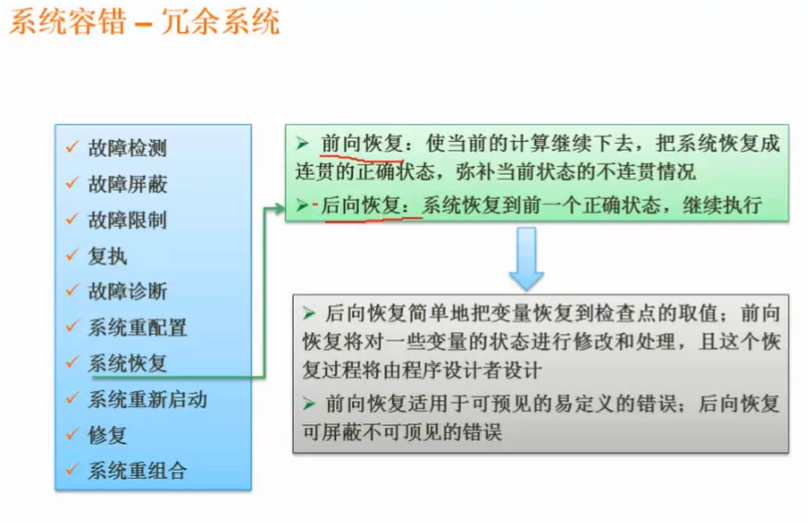 系统容错 – 冗余系统
故障检测
故障屏蔽
故障限制
复执
故障诊断
系统重配置
系统恢复
系统重新启动
修复
系统重组合
前向恢复：使当前的计算继续下去，把系统恢复成
连贯的正确状态，弥补当前状态的不连贯情况
后向恢复：系统恢复到前一个正确状态，继续执行
后向恢复简单地把变量恢复到检查点的取值；前向
恢复将对一些变量的状态进行修改和处理，且这个恢
复过程将由程序设计者设计
前向恢复适用于可预见的易定义的错误；后向恢复
可屏蔽不可顶见的错误